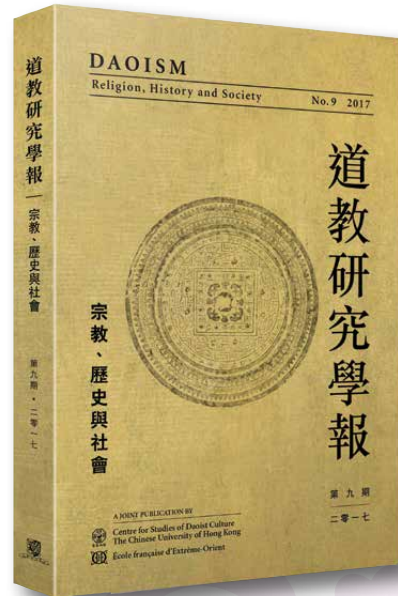 道教研究學報
宗教、歷史與社會
第九期・二零一七
DAOISM
Religion, History and Society
No. 9 2017
道教研究學報
宗教、歷史與社會
第九期
二零一七
A JOINT PUBLICATION BY
Centre for Studies of Daoist Culture
The Chinese University of Hong Kong
École française d'Extrême-Orient